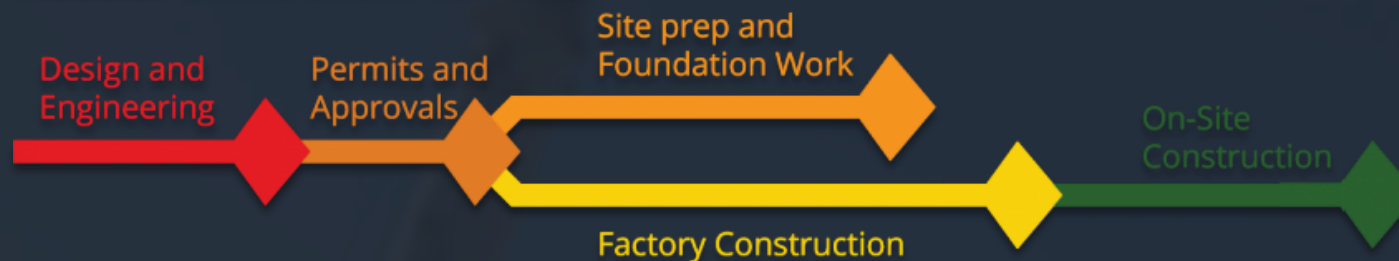 Design and
Engineering
Permits and
Approvals
Site prep and
Foundation Work
Factory Construction
On-Site
Construction